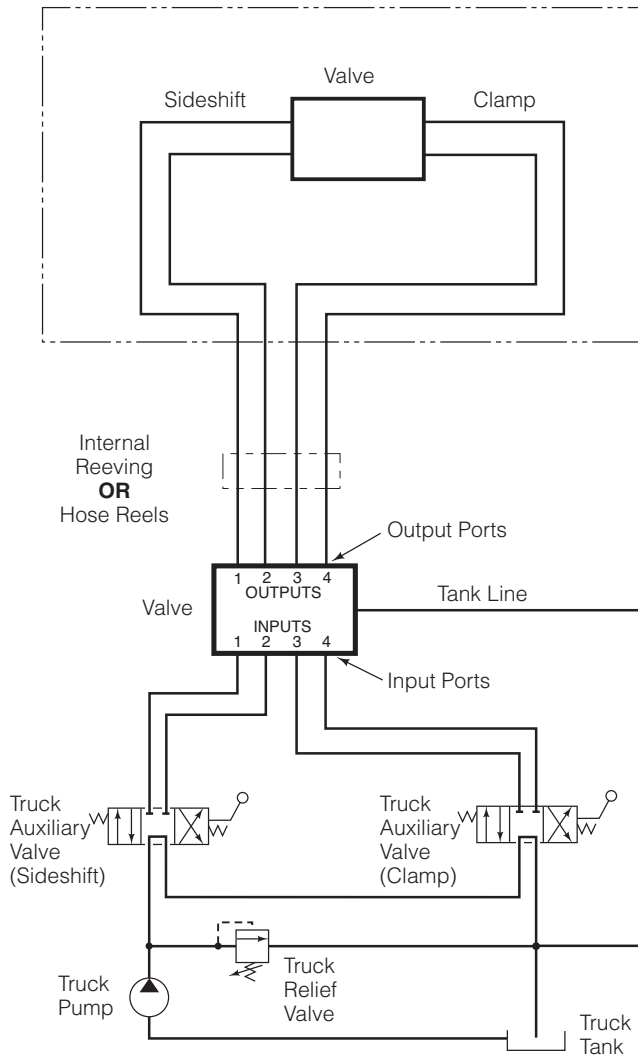 Valve
Sideshift
Clamp
Internal
Reeving
OR
Hose Reels
Output Ports
1 2 3 4
OUTPUTS
Valve
Tank Line
INPUTS
1 2 3 4
Input Ports
Truck
Auxiliary
Valve
(Sideshift)
Truck
Auxiliary
Valve
(Clamp)
Truck
Pump
Truck
Relief
Valve
Truck
Tank